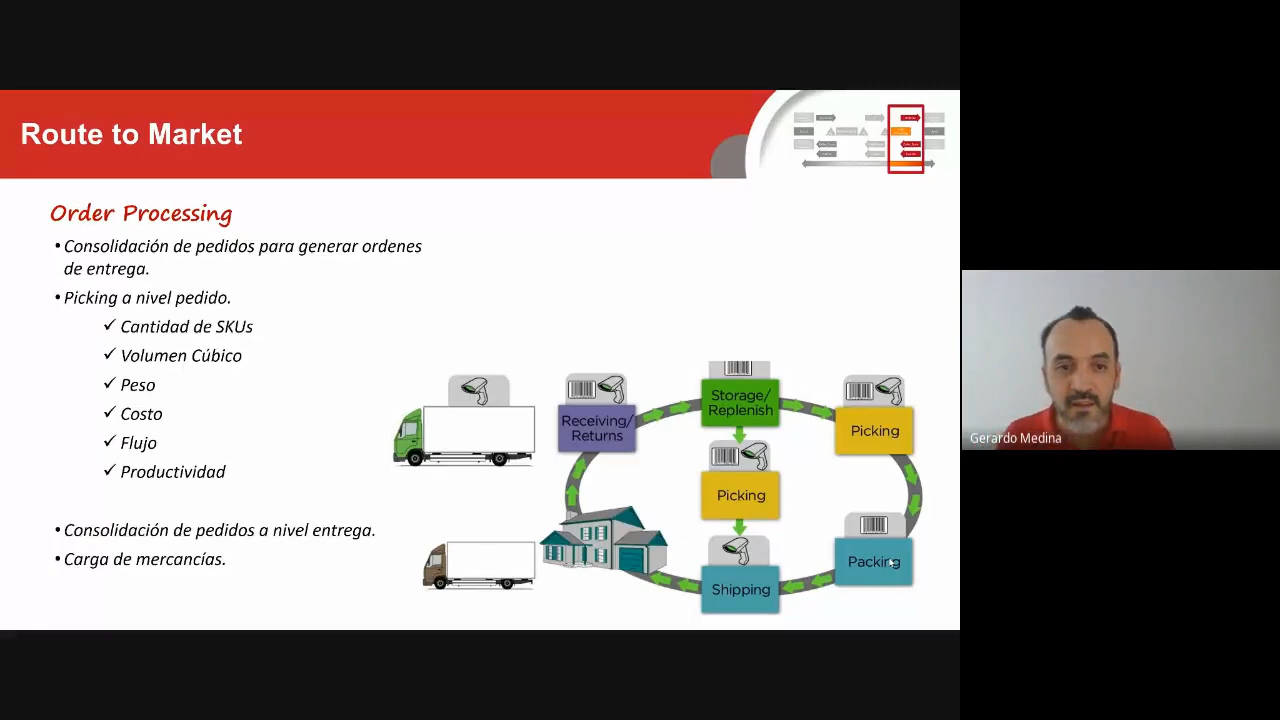 Route to Market
Order Processing
•Consolidación de pedidos para generar ordenes
de entrega.
•Picking a nivel pedido.
✓ Cantidad de SKUs
✓ Volumen Cúbico
✓ Peso
✓ Costo
✓ Flujo
✓ Productividad
•Consolidación de pedidos a nivel entrega.
•Carga de mercancías.
Receiving/
Returns
Storage/
Replenish
Picking
Picking
Packing
Shipping
Gerardo Medina